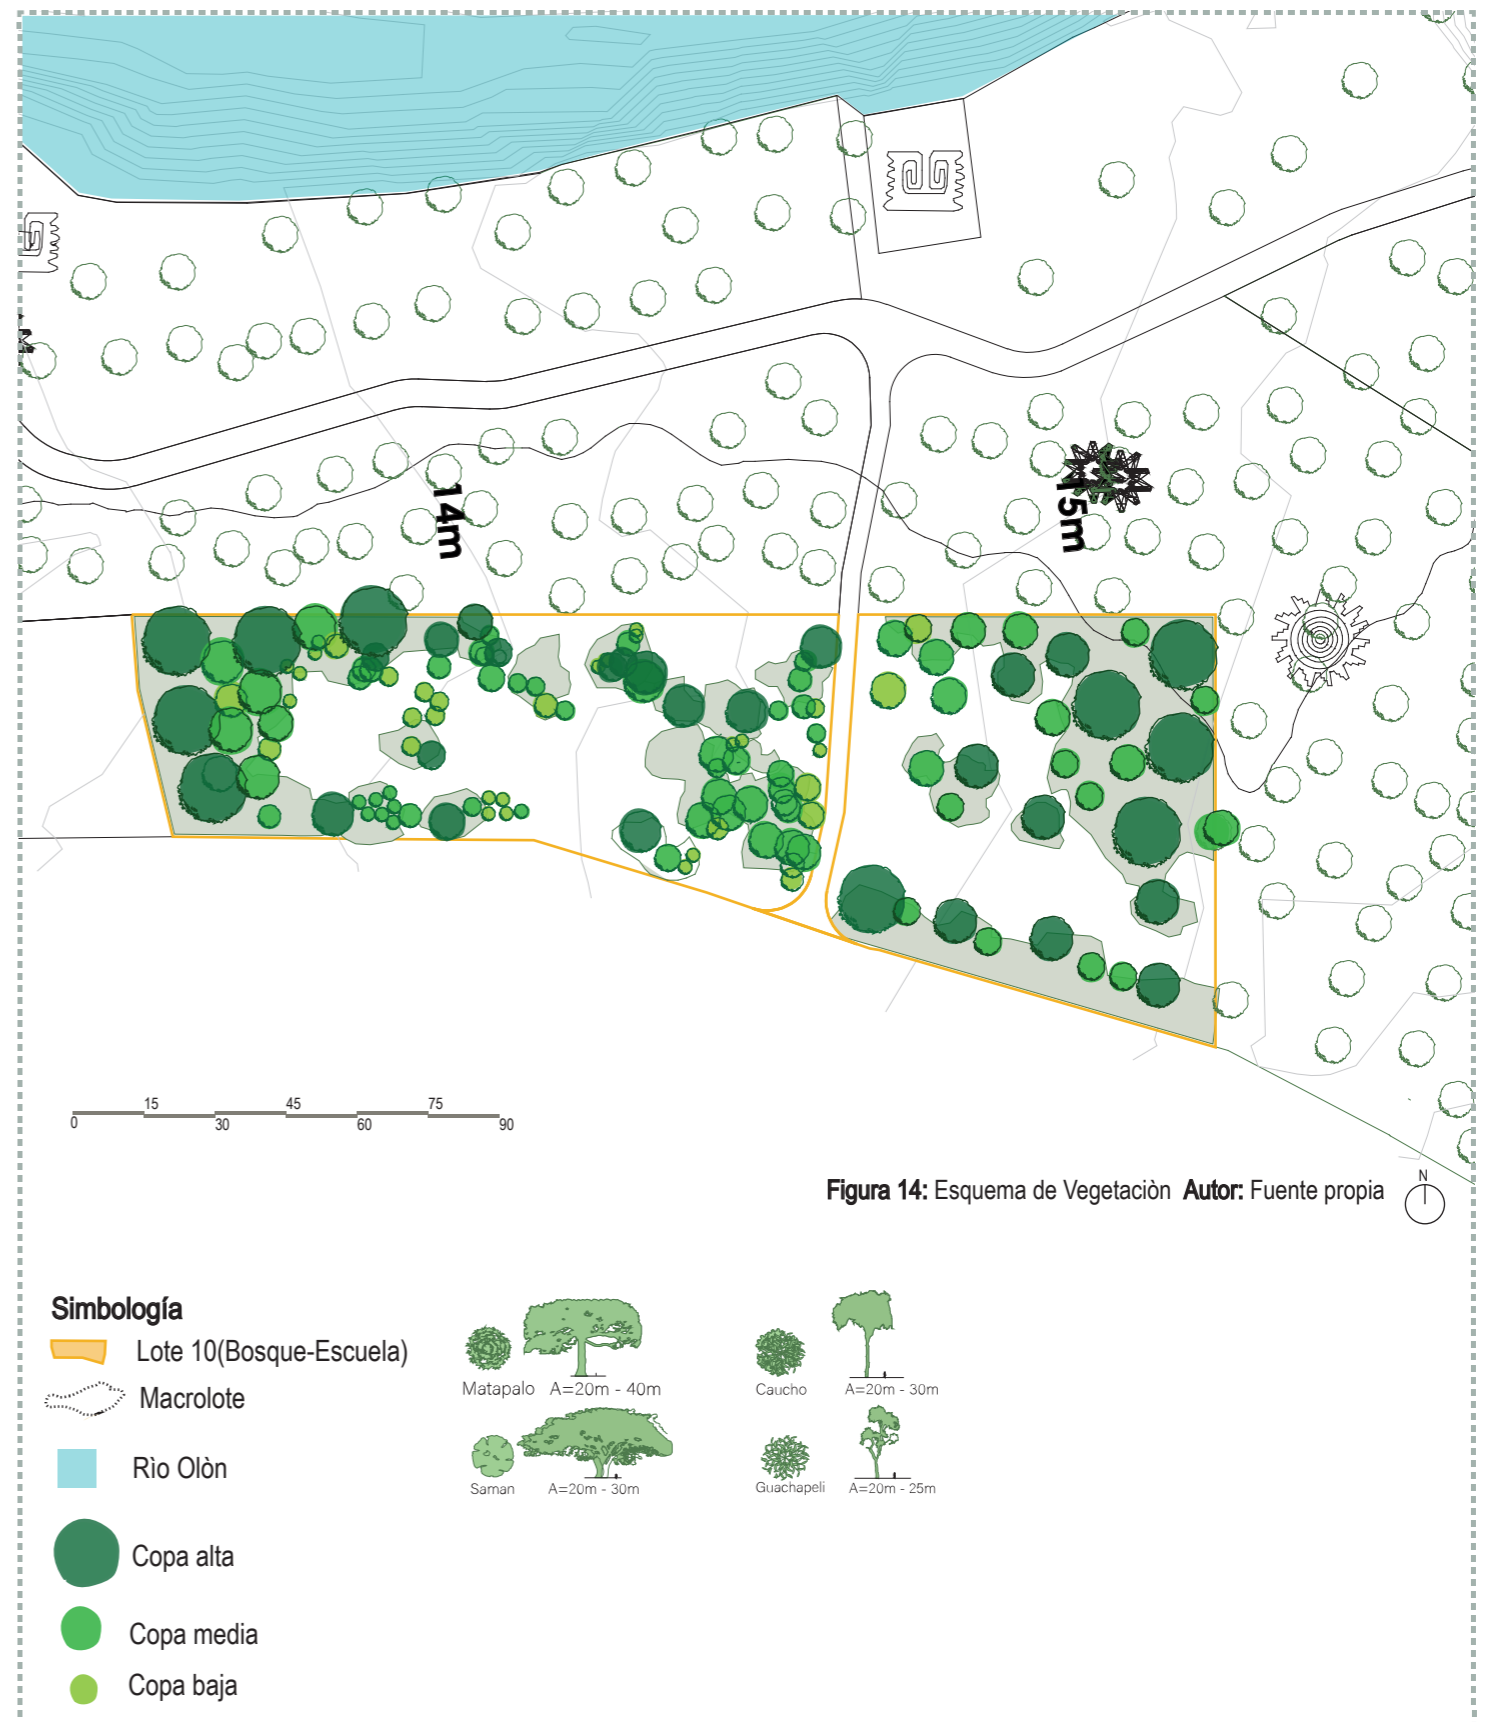 14m
15m
0 15 30 45 60 75 90
Figura 14: Esquema de Vegetaciòn Autor: Fuente propia
N
Simbología
Lote 10(Bosque-Escuela)
Macrolote
Rìo Olòn
Copa alta
Copa media
Copa baja
Matapalo A=20m - 40m
Caucho A=20m - 30m
Saman A=20m - 30m
Guachapeli A=20m - 25m